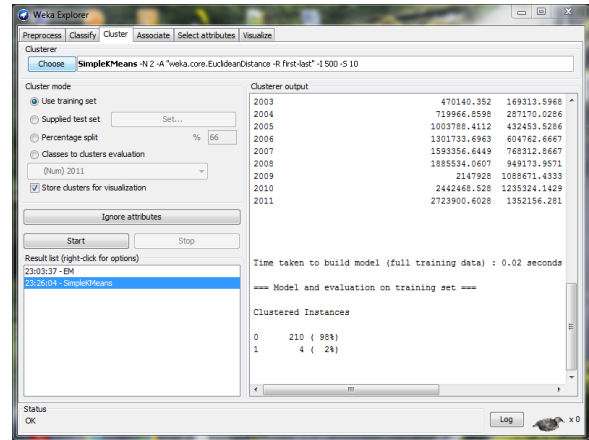 Weka Explorer
Preprocess Classify Cluster Associate Select attributes Visualize
Clusterer
Choose SimpleKMeans -N 2 -A "weka.core.EuclideanDistance -R first-last" -I 500 -S 10
Cluster mode
Use training set
Supplied test set Set...
Percentage split % 66
Classes to clusters evaluation
(Num) 2011
Store clusters for visualization
Ignore attributes
Start Stop
Result list (right-click for options)
23:03:37 - EM
23:26:04 - SimpleKMeans
Clusterer output
2003 470140.352 169313.5968
2004 719966.8598 287170.0286
2005 1003788.4112 432453.5286
2006 1301733.6963 604762.6667
2007 1593356.6449 768312.8667
2008 1885534.0607 949173.9571
2009 2147928 1088671.4333
2010 2442468.528 1235324.1429
2011 2723900.6028 1352156.281
Time taken to build model (full training data) : 0.02 seconds
=== Model and evaluation on training set ===
Clustered Instances
0 210 ( 98%)
1 4 ( 2%)
Status
OK
Log
x 0